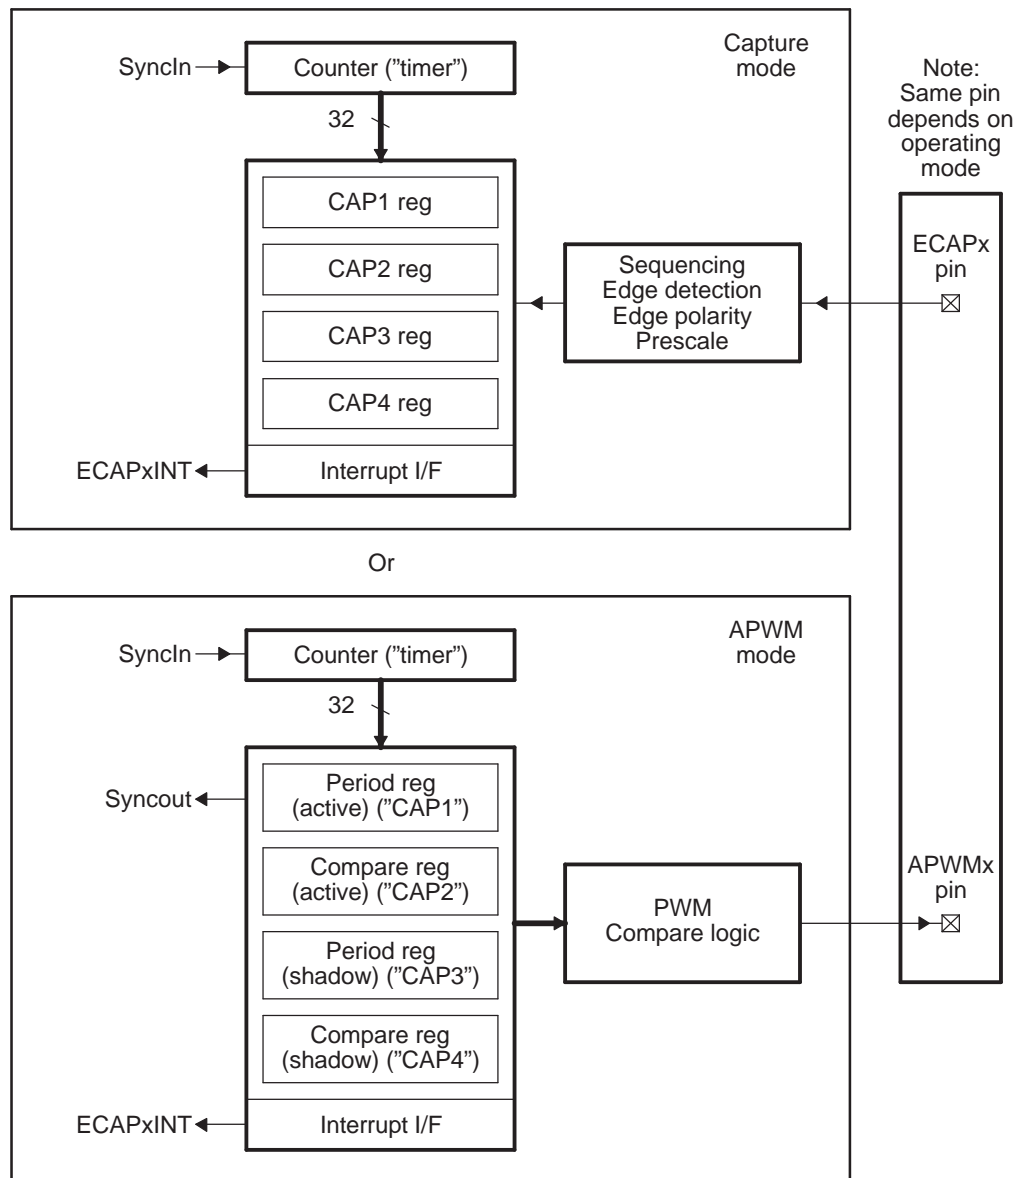 Capture
mode
SyncIn
Counter (”timer”)
32
CAP1 reg
CAP2 reg
CAP3 reg
CAP4 reg
Interrupt I/F
ECAPxINT
Sequencing
Edge detection
Edge polarity
Prescale
Note:
Same pin
depends on
operating
mode
ECAPx
pin
Or
APWM
mode
SyncIn
Counter (”timer”)
32
Syncout
Period reg
(active) (”CAP1”)
Compare reg
(active) (”CAP2”)
Period reg
(shadow) (”CAP3”)
Compare reg
(shadow) (”CAP4”)
Interrupt I/F
ECAPxINT
PWM
Compare logic
APWMx
pin